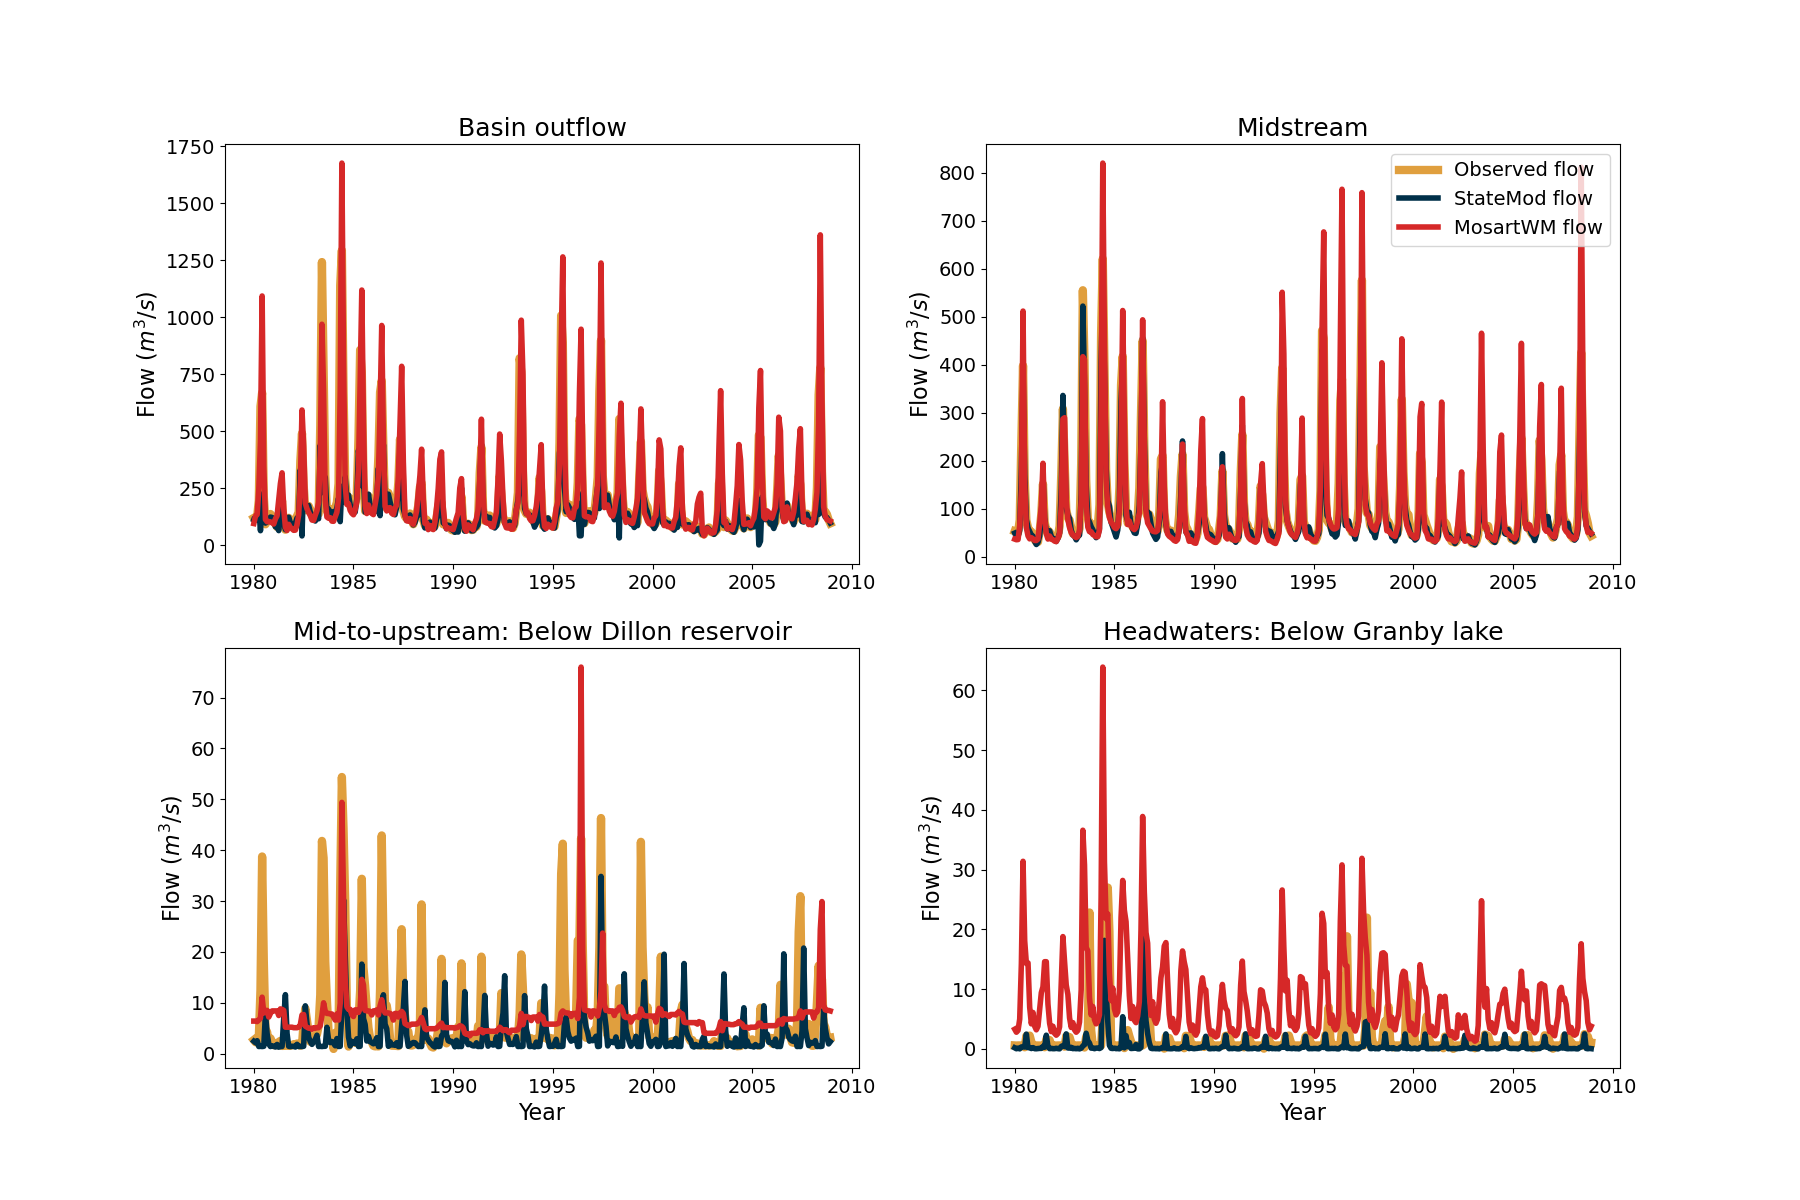 Basin outflow
1750
1500
1250
1000
750
500
250
0
Flow (m³/s)
1980 1985 1990 1995 2000 2005 2010
Midstream
800
700
600
500
400
300
200
100
0
Flow (m³/s)
Observed flow
StateMod flow
MosartWM flow
1980 1985 1990 1995 2000 2005 2010
Mid-to-upstream: Below Dillon reservoir
70
60
50
40
30
20
10
0
Flow (m³/s)
1980 1985 1990 1995 2000 2005 2010
Year
Headwaters: Below Granby lake
60
50
40
30
20
10
0
Flow (m³/s)
1980 1985 1990 1995 2000 2005 2010
Year